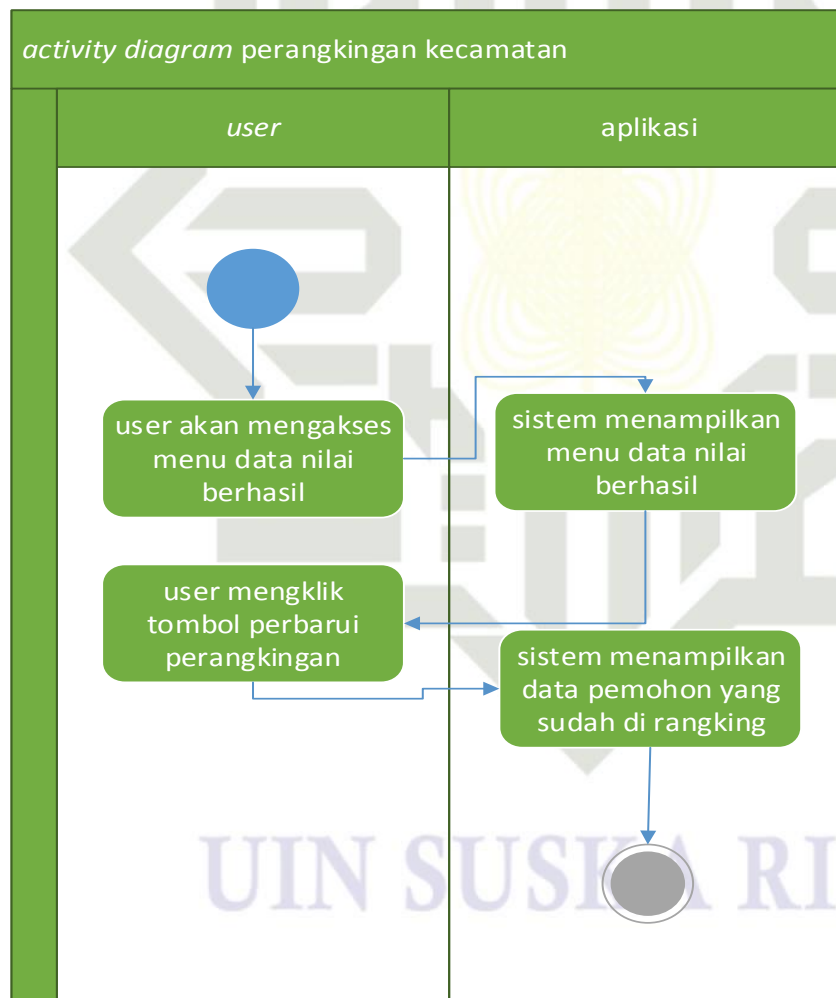 activity diagram perangkingan kecamatan
user
aplikasi
user akan mengakses
menu data nilai
berhasil
sistem menampilkan
menu data nilai
berhasil
user mengklik
tombol perbarui
perangkingan
sistem menampilkan
data pemohon yang
sudah di rangking
UIN SUSKA RI